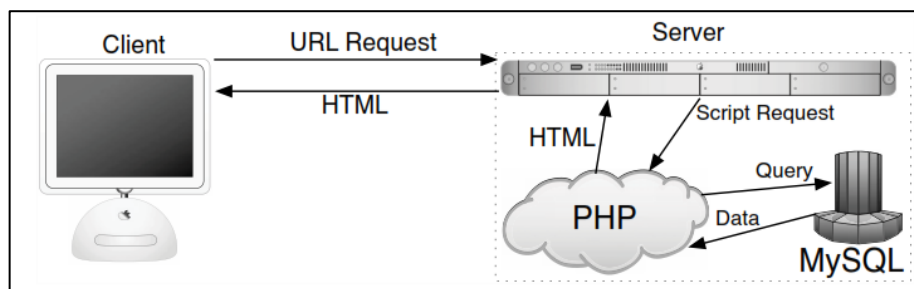 Client
URL Request
Server
HTML
Script Request
HTML
Query
PHP
Data
MySQL